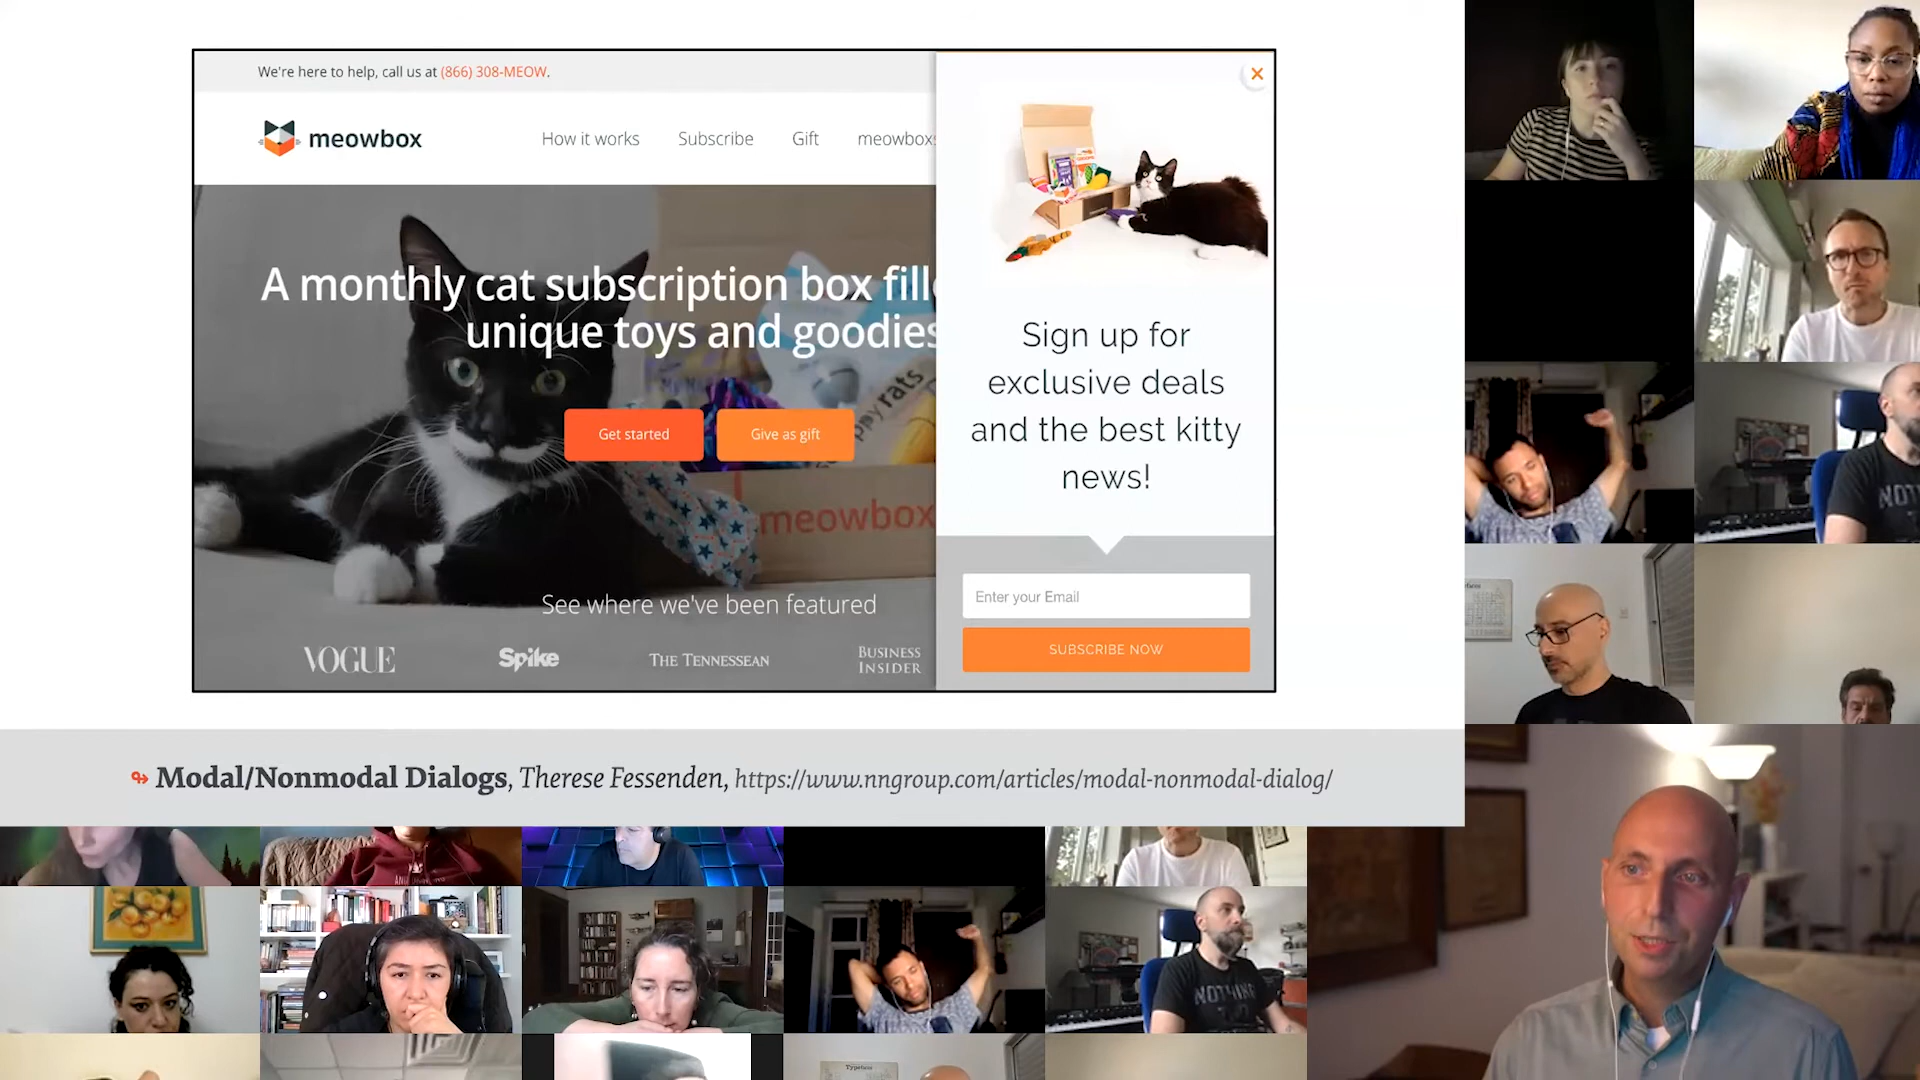 We're here to help, call us at (866) 308-MEOW.
meowbox
How it works
Subscribe
Gift
A monthly cat subscription box
unique toys and goodies
Get started
Give as gift
meowbox
See where we've been featured
VOGUE
Spike
THE TENNESSEAN
BUSINESS
INSIDER
×
Sign up for
exclusive deals
and the best kitty
news!
Enter your Email
SUBSCRIBE NOW
Modal/Nonmodal Dialogs, Therese Fessenden, https://www.nngroup.com/articles/modal-nonmodal-dialog/
NOTHING
Typeface